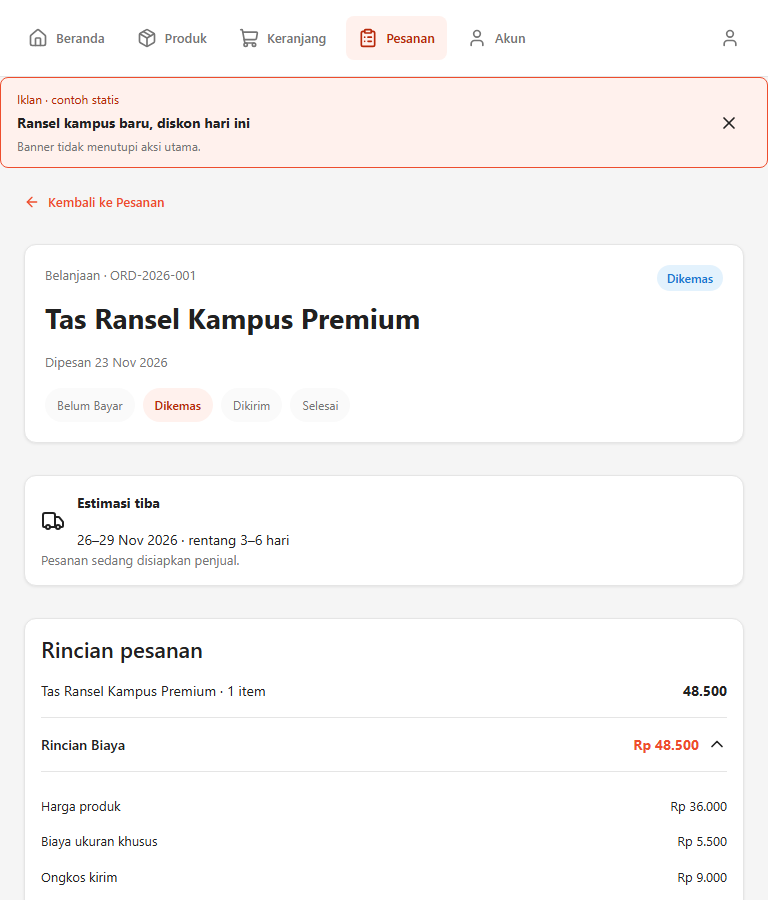 Beranda Produk Keranjang Pesanan Akun
Iklan · contoh statis
Ransel kampus baru, diskon hari ini
Banner tidak menutupi aksi utama.
Kembali ke Pesanan
Belanjaan · ORD-2026-001 Dikemas
Tas Ransel Kampus Premium
Dipesan 23 Nov 2026
Belum Bayar Dikemas Dikirim Selesai
Estimasi tiba
26–29 Nov 2026 · rentang 3–6 hari
Pesanan sedang disiapkan penjual.
Rincian pesanan
Tas Ransel Kampus Premium · 1 item 48.500
Rincian Biaya Rp 48.500
Harga produk Rp 36.000
Biaya ukuran khusus Rp 5.500
Ongkos kirim Rp 9.000